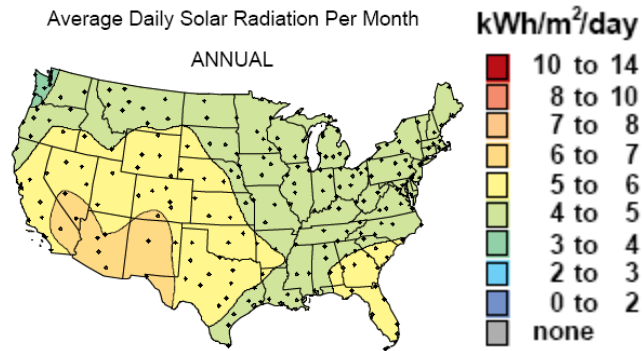 Average Daily Solar Radiation Per Month
ANNUAL
kWh/m²/day
10 to 14
8 to 10
7 to 8
6 to 7
5 to 6
4 to 5
3 to 4
2 to 3
0 to 2
none